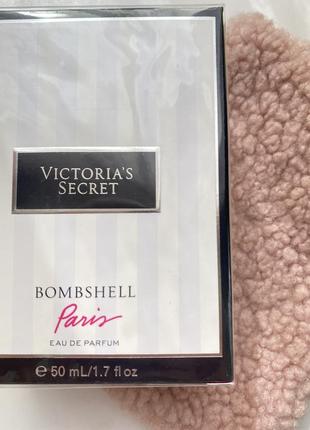 VICTORIA'S
SECRET
BOMBSHELL
Paris
EAU DE PARFUM
℮ 50 mL/1.7 fl oz